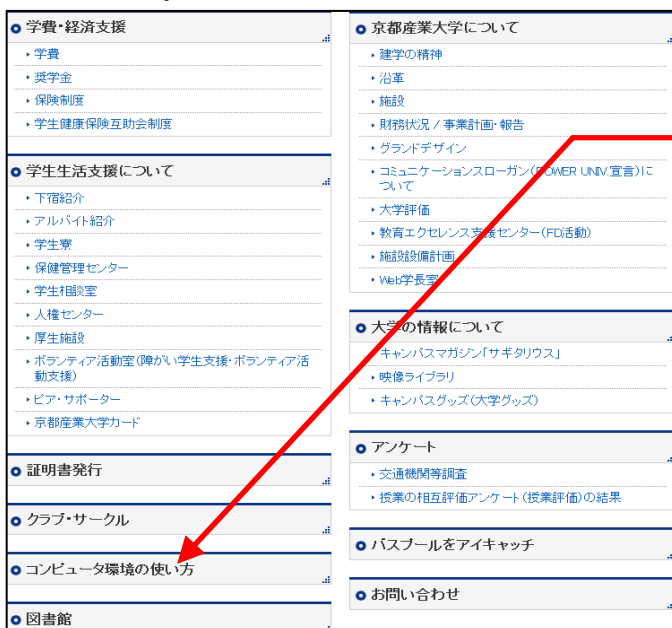 学費・経済支援
学費
奨学金
保険制度
学生健康保険互助会制度
学生生活支援について
下宿紹介
アルバイト紹介
学生寮
保健管理センター
学生相談室
人権センター
厚生施設
ボランティア活動室(障がい学生支援・ボランティア活
動支援)
ピア・サポーター
京都産業大学カード
証明書発行
クラブ・サークル
コンピュータ環境の使い方
図書館
京都産業大学について
建学の精神
沿革
施設
財務状況 / 事業計画・報告
グランドデザイン
コミュニケーションスローガン(POWER UNIV.宣言)に
ついて
大学評価
教育エクセレンス支援センター(FD活動)
施設設備計画
Web学長室
大学の情報について
キャンパスマガジン「サギタリウス」
映像ライブラリ
キャンパスグッズ(大学グッズ)
アンケート
交通機関等調査
授業の相互評価アンケート(授業評価)の結果
バスプールをアイキャッチ
お問い合わせ